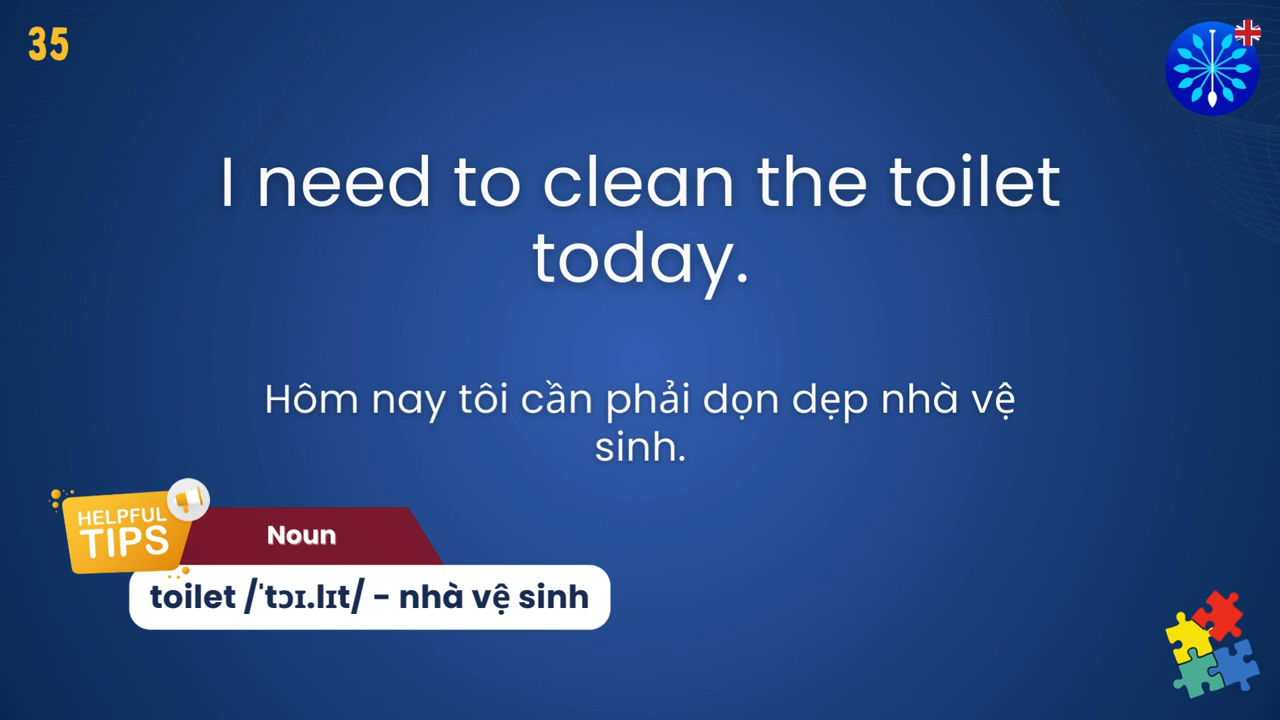 35
I need to clean the toilet
today.
Hôm nay tôi cần phải dọn dẹp nhà vệ
sinh.
HELPFUL
TIPS
Noun
toilet /ˈtɔɪ.lɪt/ - nhà vệ sinh